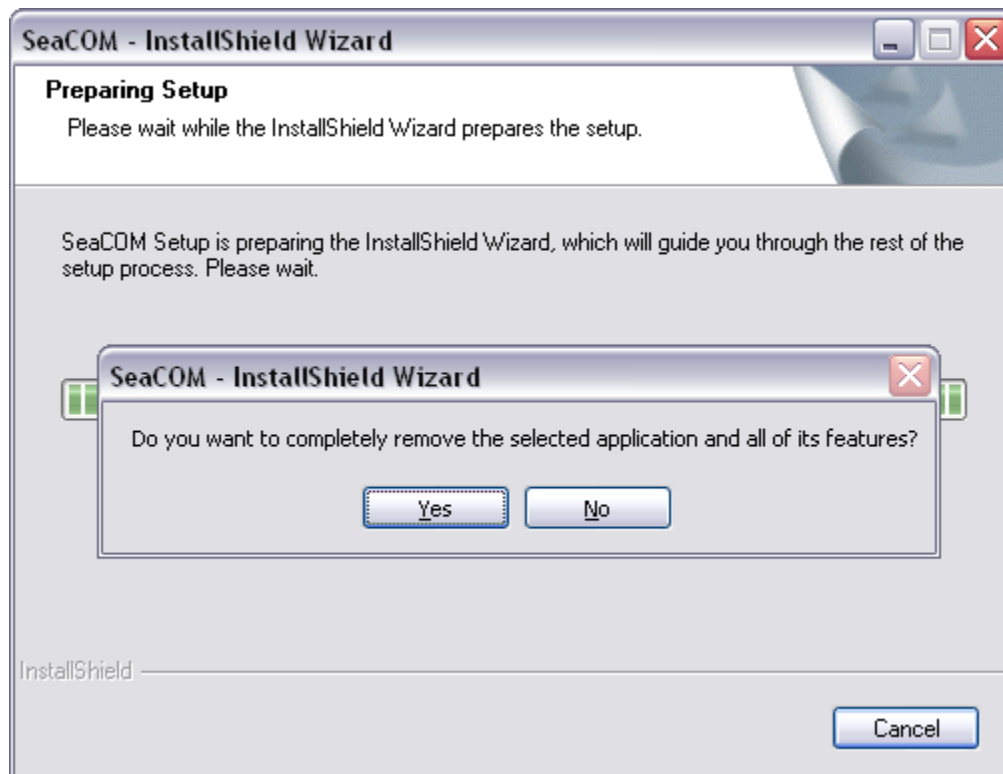 SeaCOM - InstallShield Wizard
Preparing Setup
Please wait while the InstallShield Wizard prepares the setup.
SeaCOM Setup is preparing the InstallShield Wizard, which will guide you through the rest of the
setup process. Please wait.
SeaCOM - InstallShield Wizard
Do you want to completely remove the selected application and all of its features?
Yes No
InstallShield
Cancel